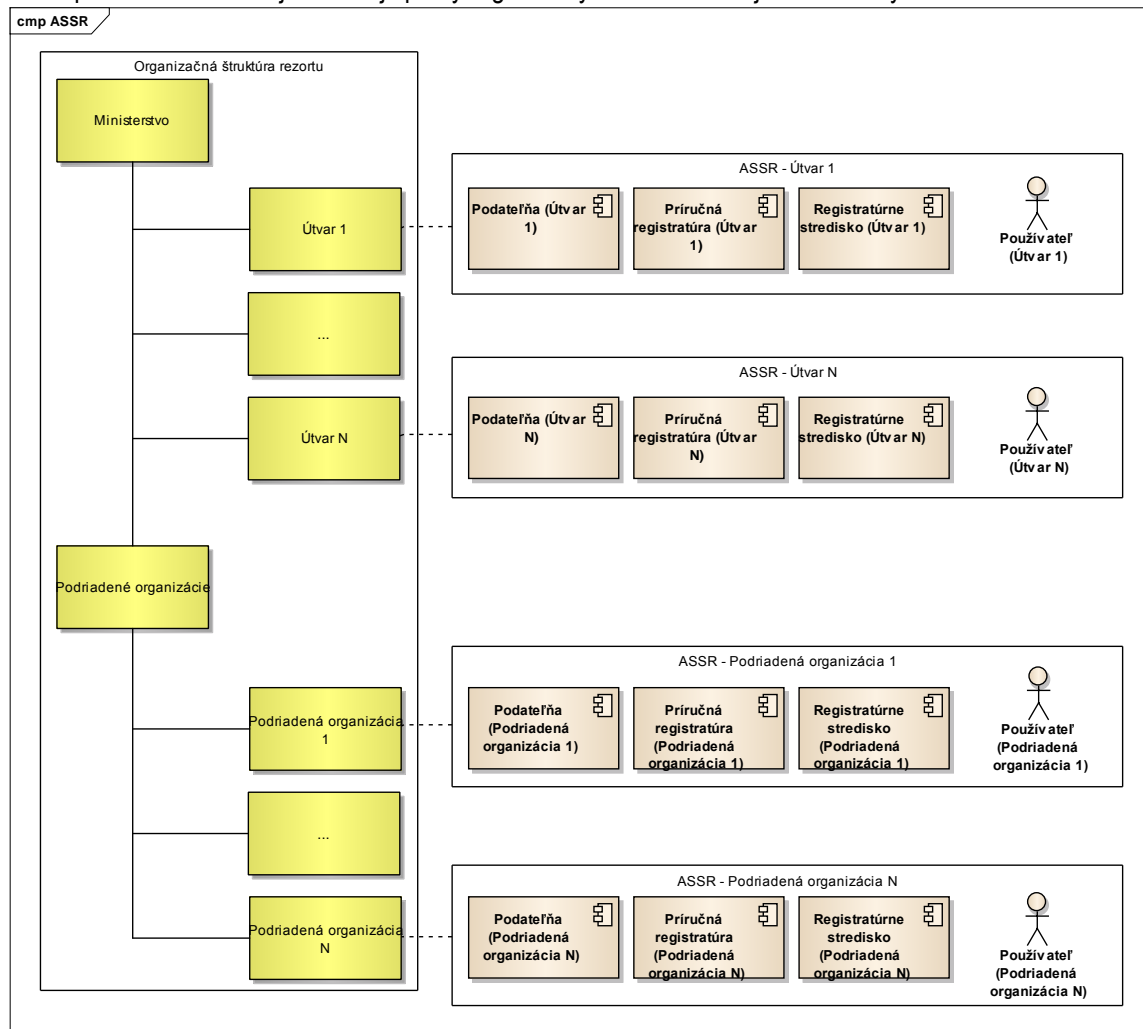 cmp ASSR
Organizačná štruktúra rezortu
Ministerstvo
Útvar 1
...
Útvar N
Podriadené organizácie
Podriadená organizácia
1
...
Podriadená organizácia
N
ASSR - Útvar 1
Podateľňa (Útvar
1)
Príručná
registratúra (Útvar
1)
Registratúrne
stredisko (Útvar 1)
Používateľ
(Útvar 1)
ASSR - Útvar N
Podateľňa (Útvar
N)
Príručná
registratúra (Útvar
N)
Registratúrne
stredisko (Útvar N)
Používateľ
(Útvar N)
ASSR - Podriadená organizácia 1
Podateľňa
(Podriadená
organizácia 1)
Príručná
registratúra
(Podriadená
organizácia 1)
Registratúrne
stredisko
(Podriadená
organizácia 1)
Používateľ
(Podriadená
organizácia 1)
ASSR - Podriadená organizácia N
Podateľňa
(Podriadená
organizácia N)
Príručná
registratúra
(Podriadená
organizácia N)
Registratúrne
stredisko
(Podriadená
organizácia N)
Používateľ
(Podriadená
organizácia N)